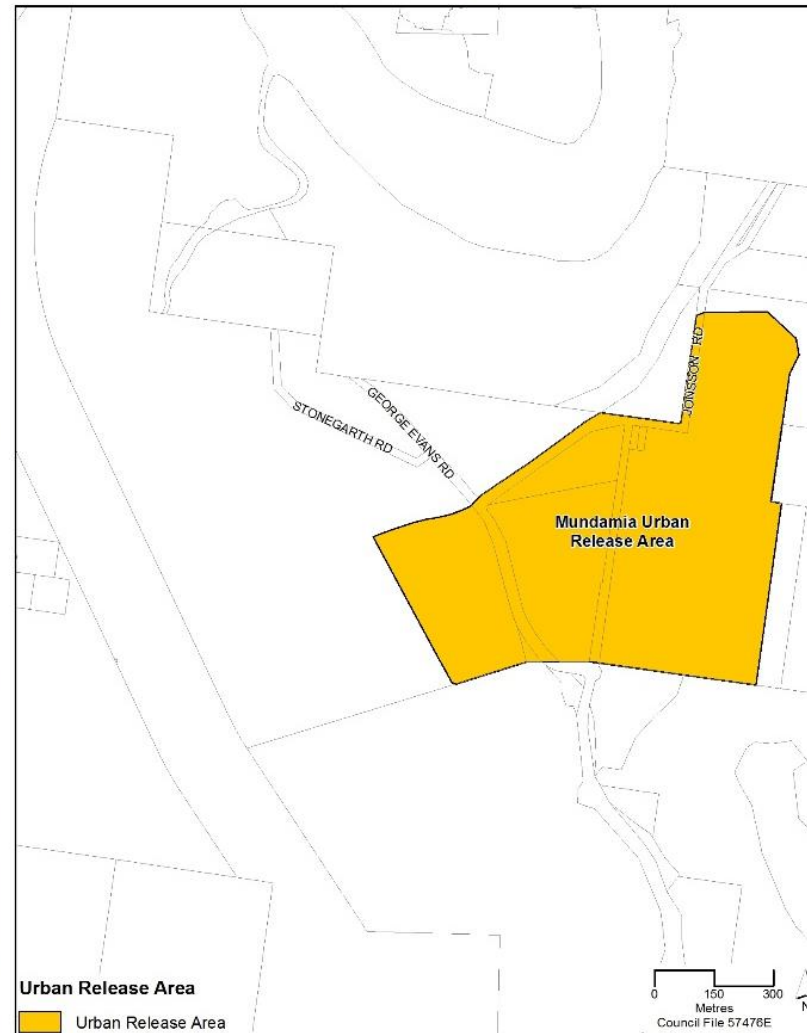 JONSSON RD
GEORGE EVANS RD
STONEGARTH RD
Mundamia Urban
Release Area
Urban Release Area
Urban Release Area
0 150 300
Metres
Council File 57476E
N